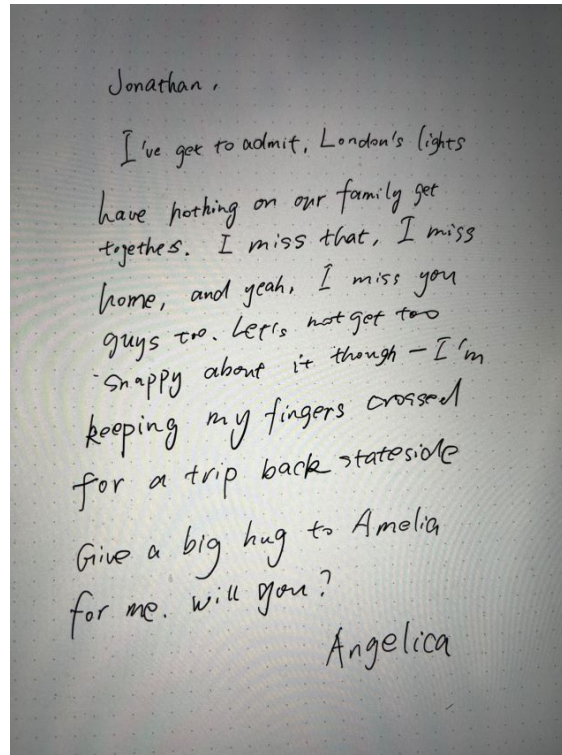 Jonathan,
I've got to admit, London's lights
have nothing on our family get
togethes. I miss that, I miss
home, and yeah, I miss you
guys too. Let's not get too
snappy about it though - I'm
keeping my fingers crossed
for a trip back stateside
Give a big hug to Amelia
for me. will you?
Angelica